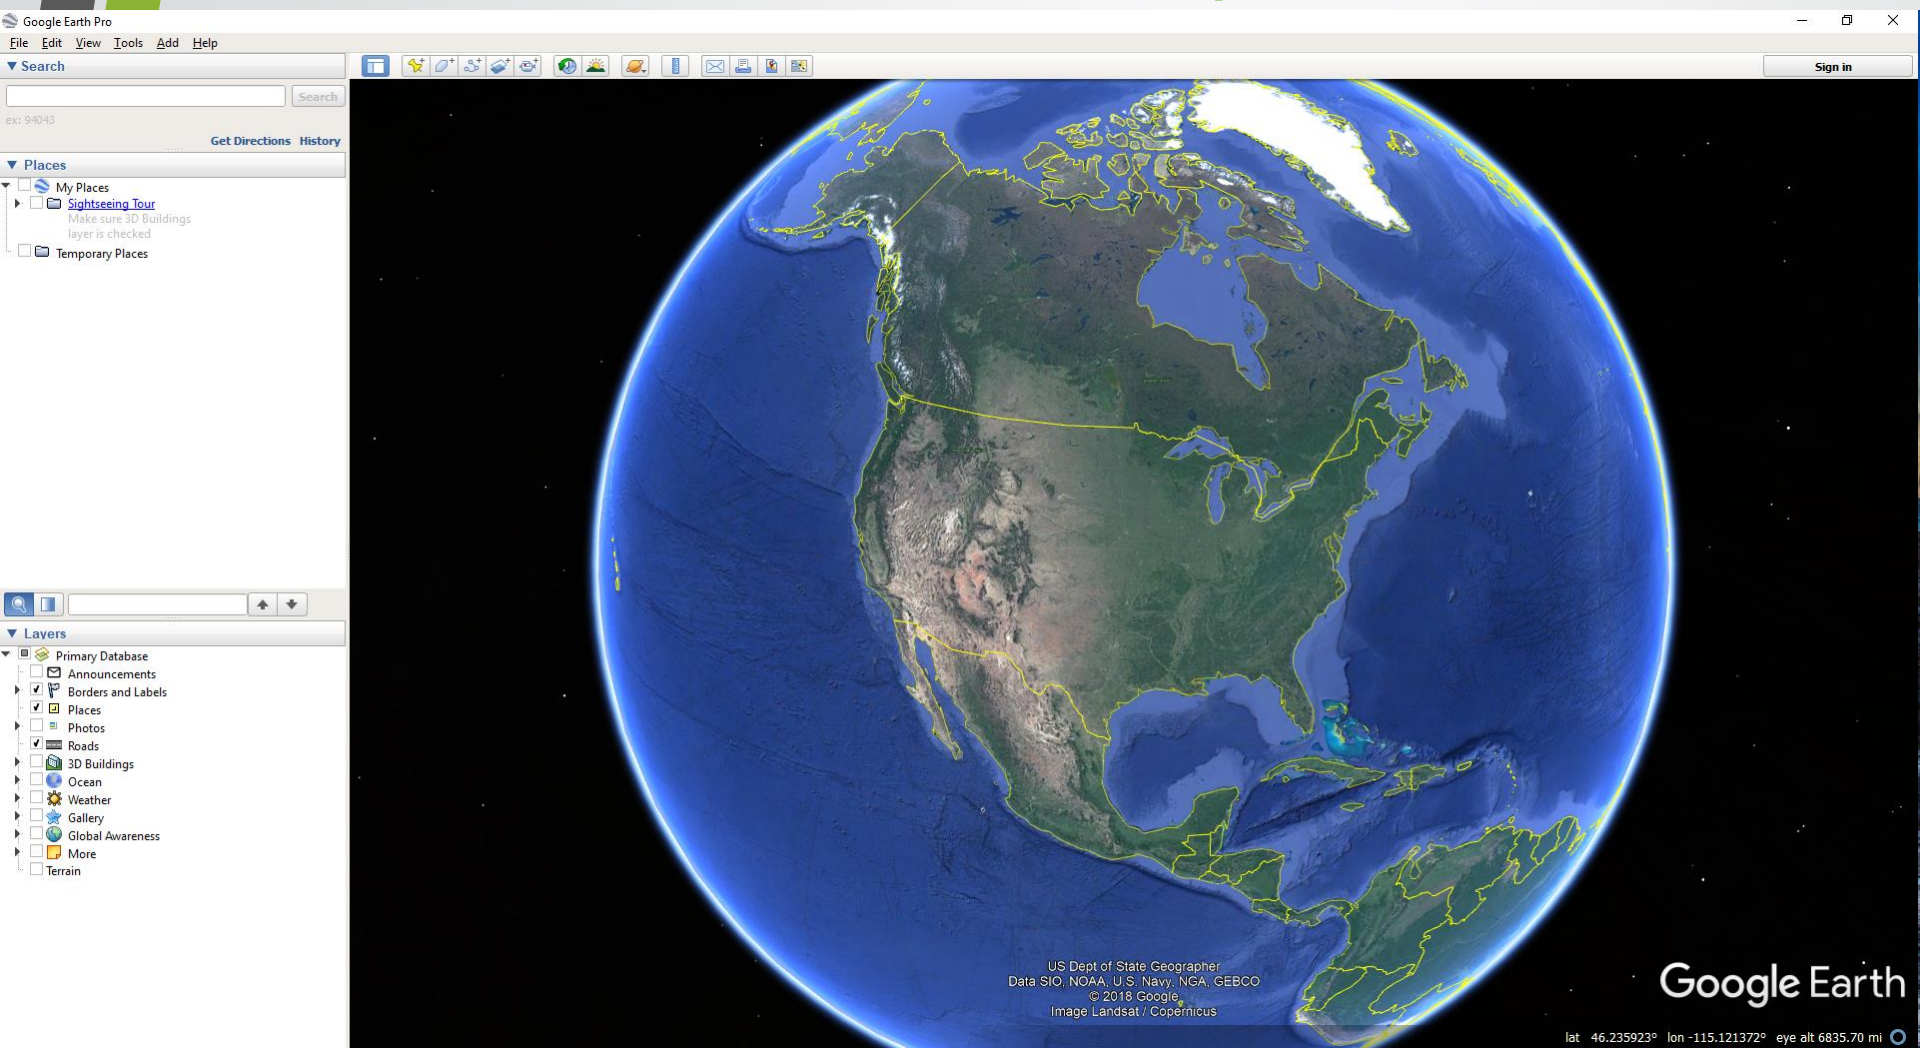 Google Earth Pro
File Edit View Tools Add Help
Search
Sign in
Search
ex: 94043
Get Directions History
Places
My Places
Sightseeing Tour
Make sure 3D Buildings
layer is checked
Temporary Places
Layers
Primary Database
Announcements
Borders and Labels
Places
Photos
Roads
3D Buildings
Ocean
Weather
Gallery
Global Awareness
More
Terrain
US Dept of State Geographer
Data SIO, NOAA, U.S. Navy, NGA, GEBCO
© 2018 Google
Image Landsat / Copernicus
Google Earth
lat 46.235923° lon -115.121372° eye alt 6835.70 mi